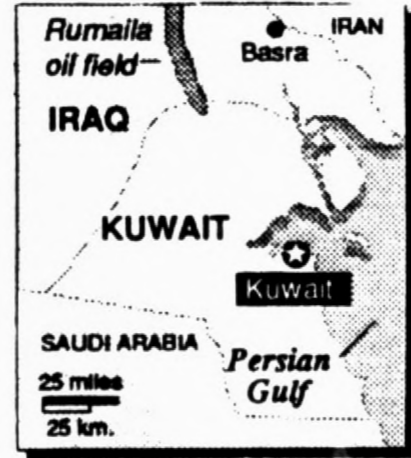 Rumaila
oil field
IRAN
Basra
IRAQ
KUWAIT
Kuwait
SAUDI ARABIA
25 miles
25 km.
Persian
Gulf